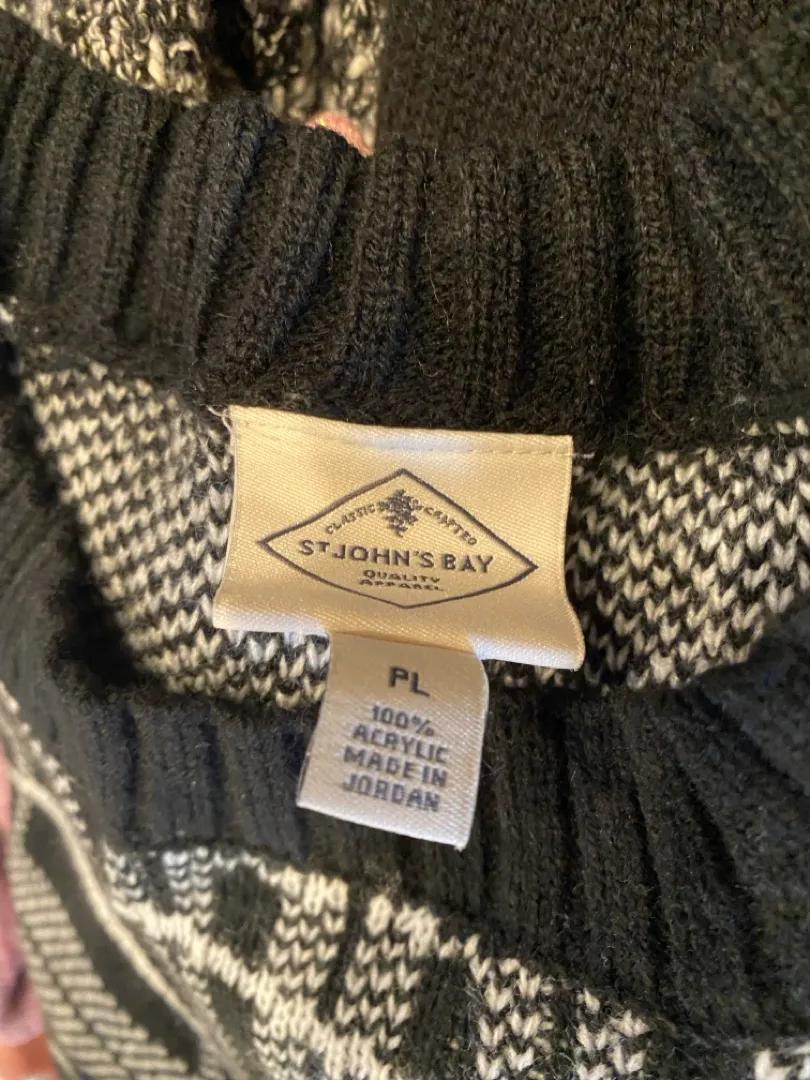 CLASSIC CRAFTED
ST JOHN'S BAY
QUALITY
APPAREL
PL
100%
ACRYLIC
MADE IN
JORDAN